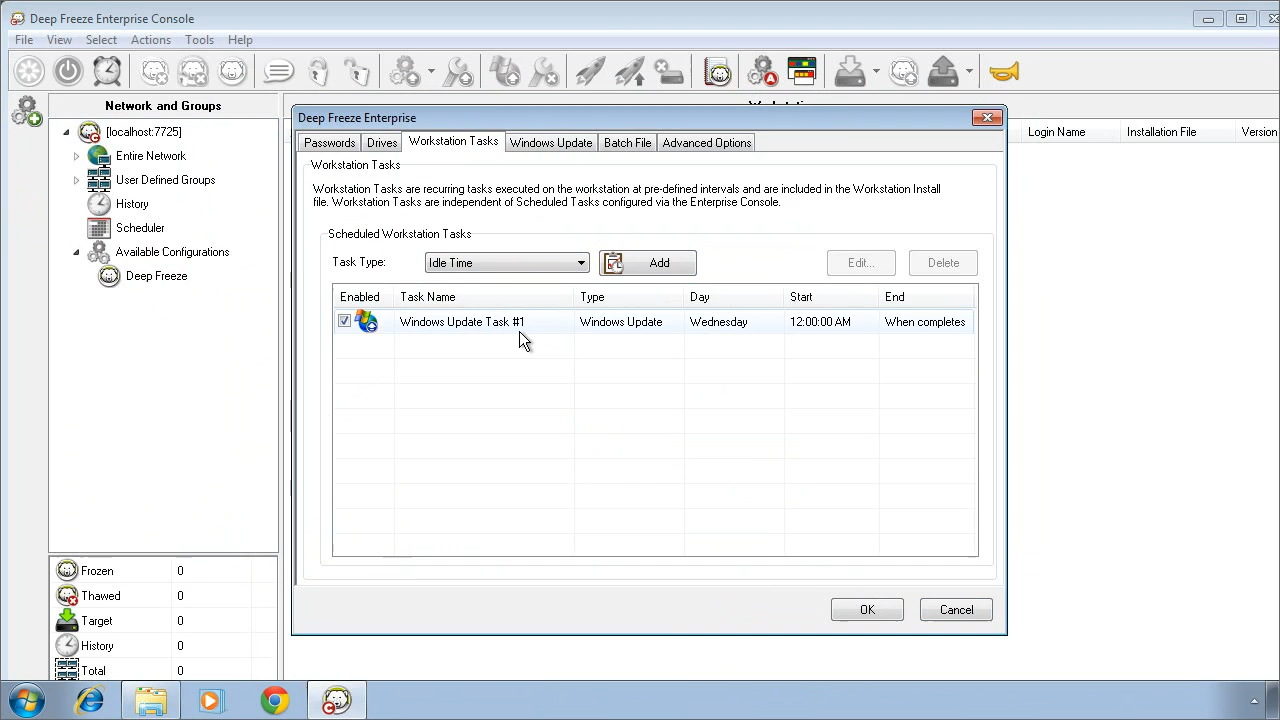 Deep Freeze Enterprise Console
File View Select Actions Tools Help
Network and Groups
[localhost:7725]
Entire Network
User Defined Groups
History
Scheduler
Available Configurations
Deep Freeze
Login Name Installation File Version
Deep Freeze Enterprise
Passwords Drives Workstation Tasks Windows Update Batch File Advanced Options
Workstation Tasks
Workstation Tasks are recurring tasks executed on the workstation at pre-defined intervals and are included in the Workstation Install
file. Workstation Tasks are independent of Scheduled Tasks configured via the Enterprise Console.
Scheduled Workstation Tasks
Task Type: Idle Time Add Edit... Delete
Enabled Task Name Type Day Start End
Windows Update Task #1 Windows Update Wednesday 12:00:00 AM When completes
OK Cancel
Frozen 0
Thawed 0
Target 0
History 0
Total 0